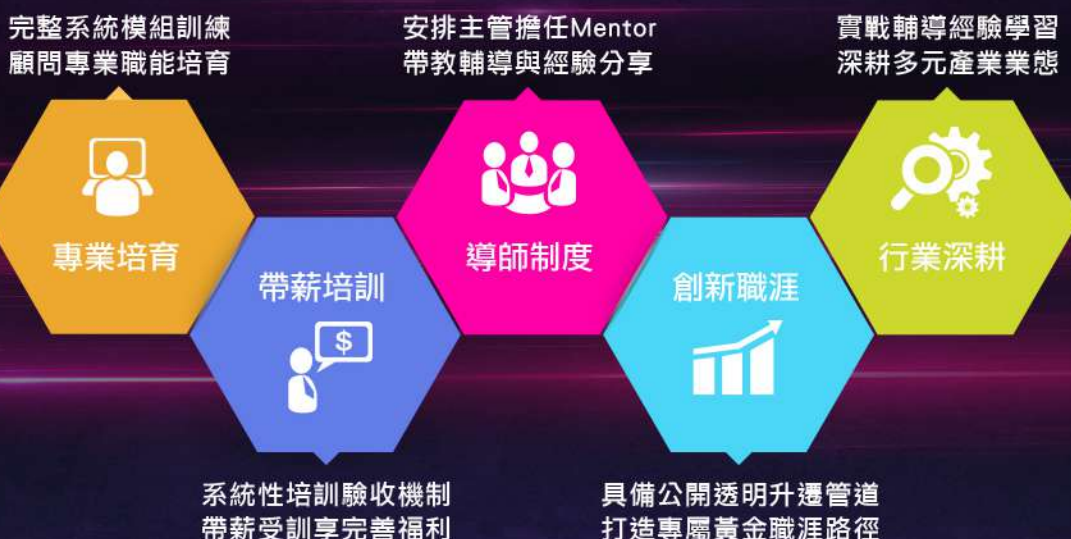 完整系統模組訓練
顧問專業職能培育
安排主管擔任Mentor
帶教輔導與經驗分享
實戰輔導經驗學習
深耕多元產業業態
專業培育
帶薪培訓
$
導師制度
創新職涯
行業深耕
系統性培訓驗收機制
帶薪受訓享完善福利
具備公開透明升遷管道
打造專屬黃金職涯路徑